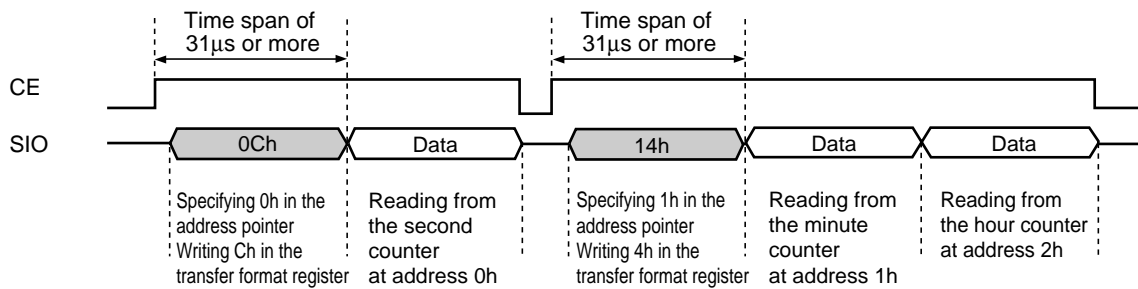 Time span of
31μs or more
Time span of
31μs or more
CE
SIO
0Ch
Data
14h
Data
Data
Specifying 0h in the
address pointer
Writing Ch in the
transfer format register
Reading from
the second
counter
at address 0h
Specifying 1h in the
address pointer
Writing 4h in the
transfer format register
Reading from
the minute
counter
at address 1h
Reading from
the hour counter
at address 2h